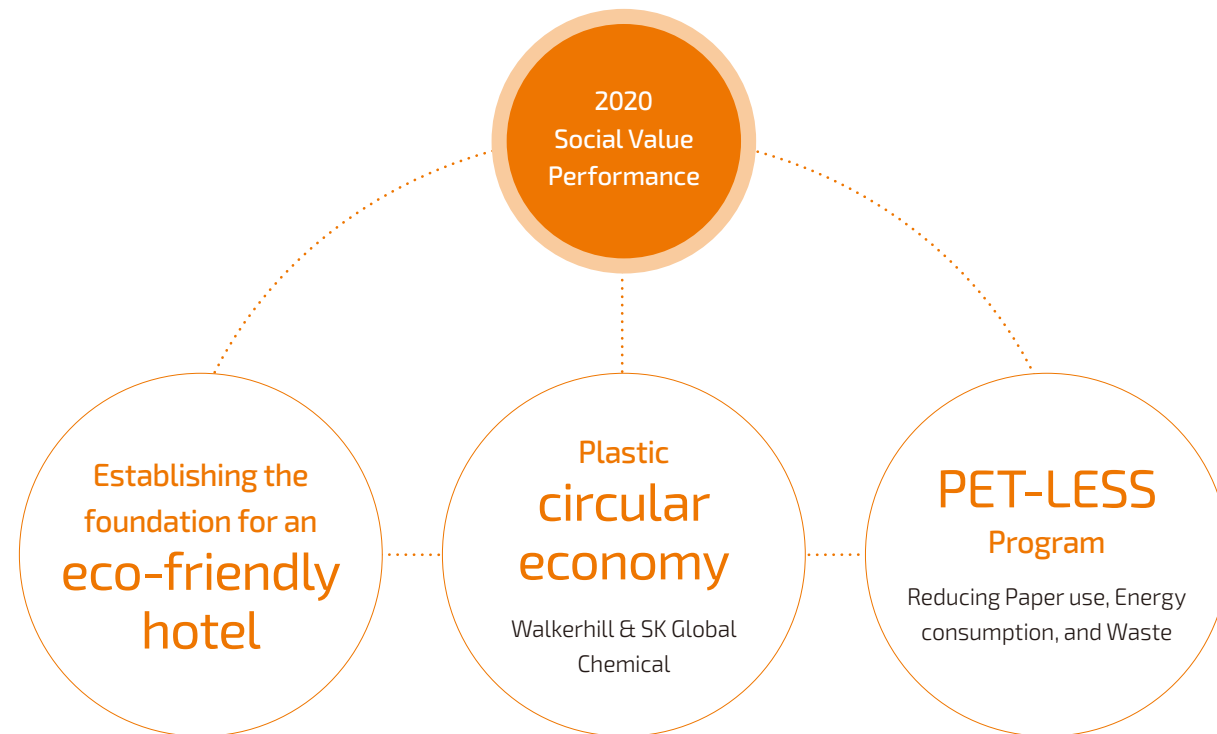 2020
Social Value
Performance
Establishing the
foundation for an
eco-friendly
hotel
Plastic
circular
economy
Walkerhill & SK Global
Chemical
PET-LESS
Program
Reducing Paper use, Energy
consumption, and Waste